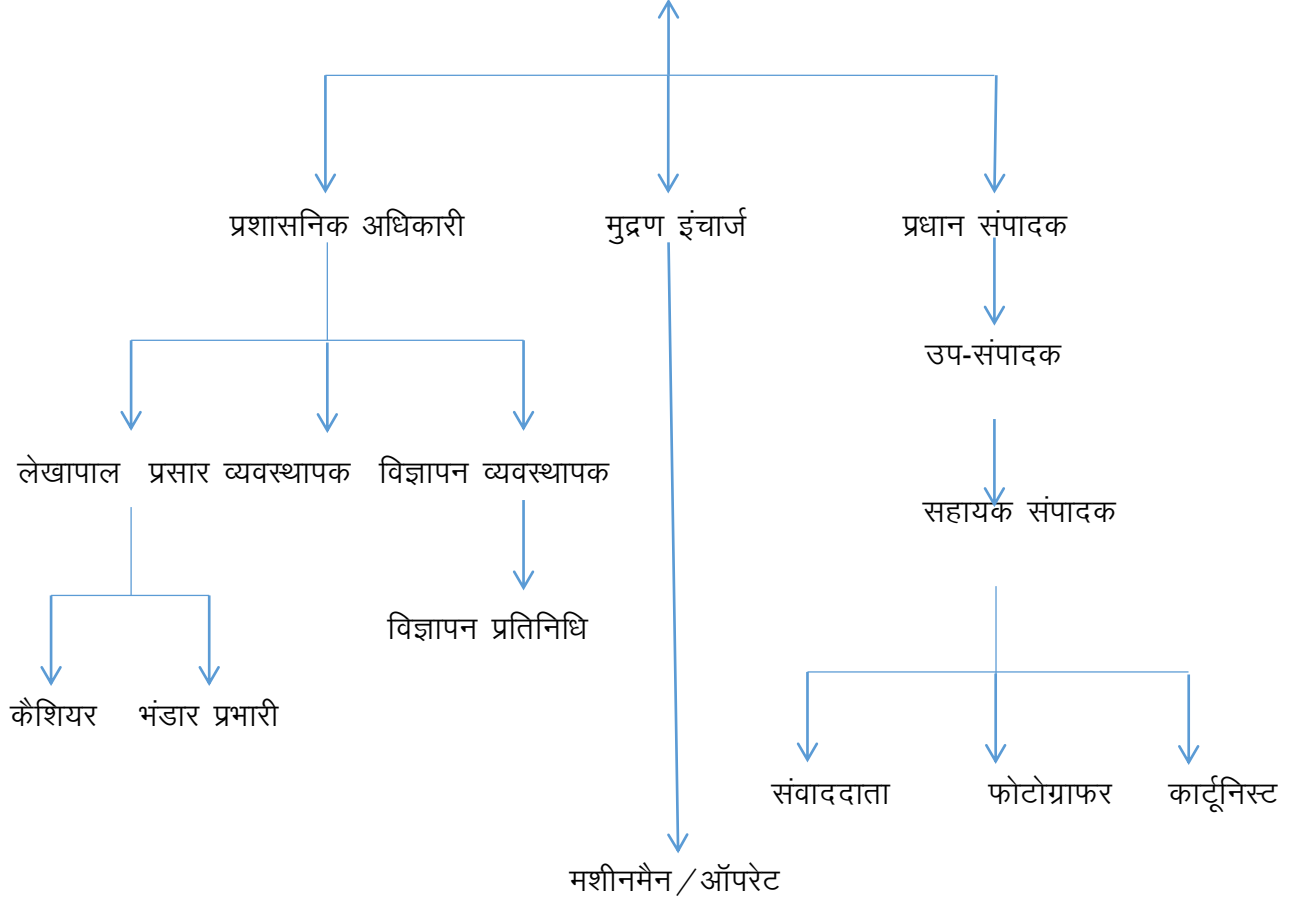 प्रशासनिक अधिकारी मुद्रण इंचार्ज प्रधान संपादक
उप-संपादक
लेखापाल प्रसार व्यवस्थापक विज्ञापन व्यवस्थापक
सहायक संपादक
विज्ञापन प्रतिनिधि
कैशियर भंडार प्रभारी
संवाददाता फोटोग्राफर कार्टूनिस्ट
मशीनमैन/ऑपरेट